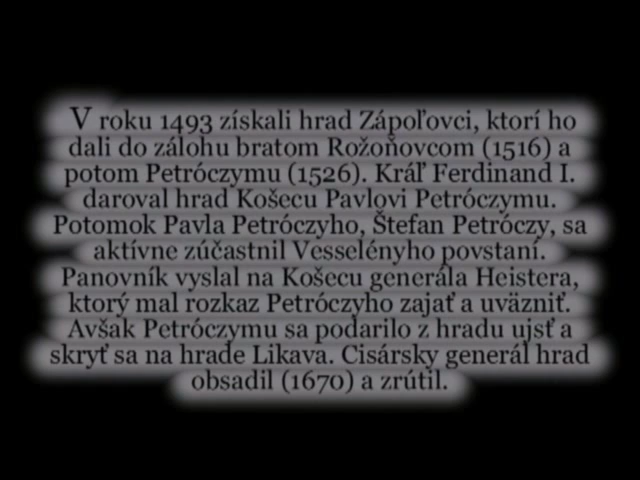 V roku 1493 získali hrad Zápoľovci, ktorí ho
dali do zálohu bratom Rožoňovcom (1516) a
potom Petróczymu (1526). Kráľ Ferdinand I.
daroval hrad Košecu Pavlovi Petróczymu.
Potomok Pavla Petróczyho, Štefan Petróczy, sa
aktívne zúčastnil Vesselényho povstaní.
Panovník vyslal na Košecu generála Heistera,
ktorý mal rozkaz Petróczyho zajať a uväzniť.
Avšak Petróczymu sa podarilo z hradu ujsť a
skryť sa na hrade Likava. Cisársky generál hrad
obsadil (1670) a zrútil.